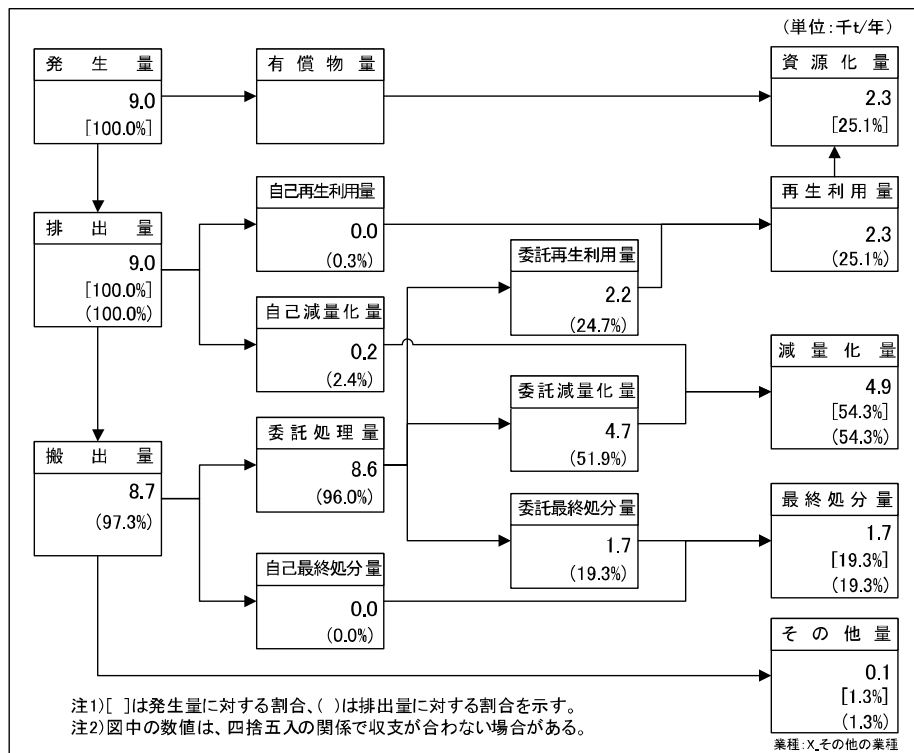 (単位:千t/年)
発生量
9.0
[100.0%]
有償物量
資源化量
2.3
[25.1%]
排出量
9.0
[100.0%]
(100.0%)
自己再生利用量
0.0
(0.3%)
再生利用量
2.3
(25.1%)
委託再生利用量
2.2
(24.7%)
自己減量化量
0.2
(2.4%)
減量化量
4.9
[54.3%]
(54.3%)
委託減量化量
4.7
(51.9%)
搬出量
8.7
(97.3%)
委託処理量
8.6
(96.0%)
委託最終処分量
1.7
(19.3%)
最終処分量
1.7
[19.3%]
(19.3%)
自己最終処分量
0.0
(0.0%)
その他量
0.1
[1.3%]
(1.3%)
注1)[ ]は発生量に対する割合、( )は排出量に対する割合を示す。
注2)図中の数値は、四捨五入の関係で収支が合わない場合がある。
業種:X_その他の業種